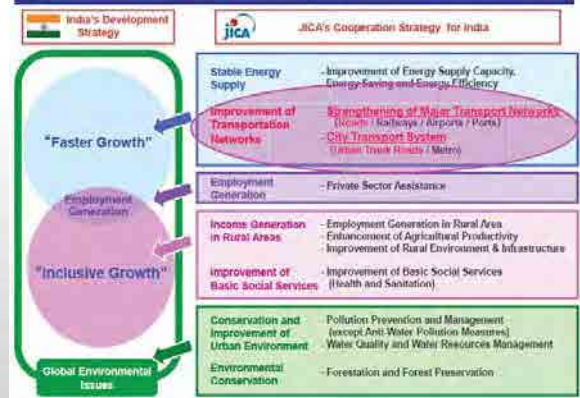 India's Development
Strategy
JICA
JICA's Cooperation Strategy for India
"Faster Growth"
Employment
Generation
"Inclusive Growth"
Global Environmental
Issues
Stable Energy
Supply
- Improvement of Energy Supply Capacity,
Energy Saving and Energy Efficiency
Improvement of
Transportation
Networks
- Strengthening of Major Transport Networks
(Roads / Railways / Airports / Ports)
- City Transport System
(Urban Trunk Roads / Metro)
Employment
Generation
- Private Sector Assistance
Income Generation
in Rural Areas
- Employment Generation in Rural Area
- Enhancement of Agricultural Productivity
- Improvement of Rural Environment & Infrastructure
Improvement of
Basic Social Services
- Improvement of Basic Social Services
(Health and Sanitation)
Conservation and
Improvement of
Urban Environment
- Pollution Prevention and Management
(except Anti-Water Pollution Measures)
- Water Quality and Water Resources Management
Environmental
Conservation
- Forestation and Forest Preservation